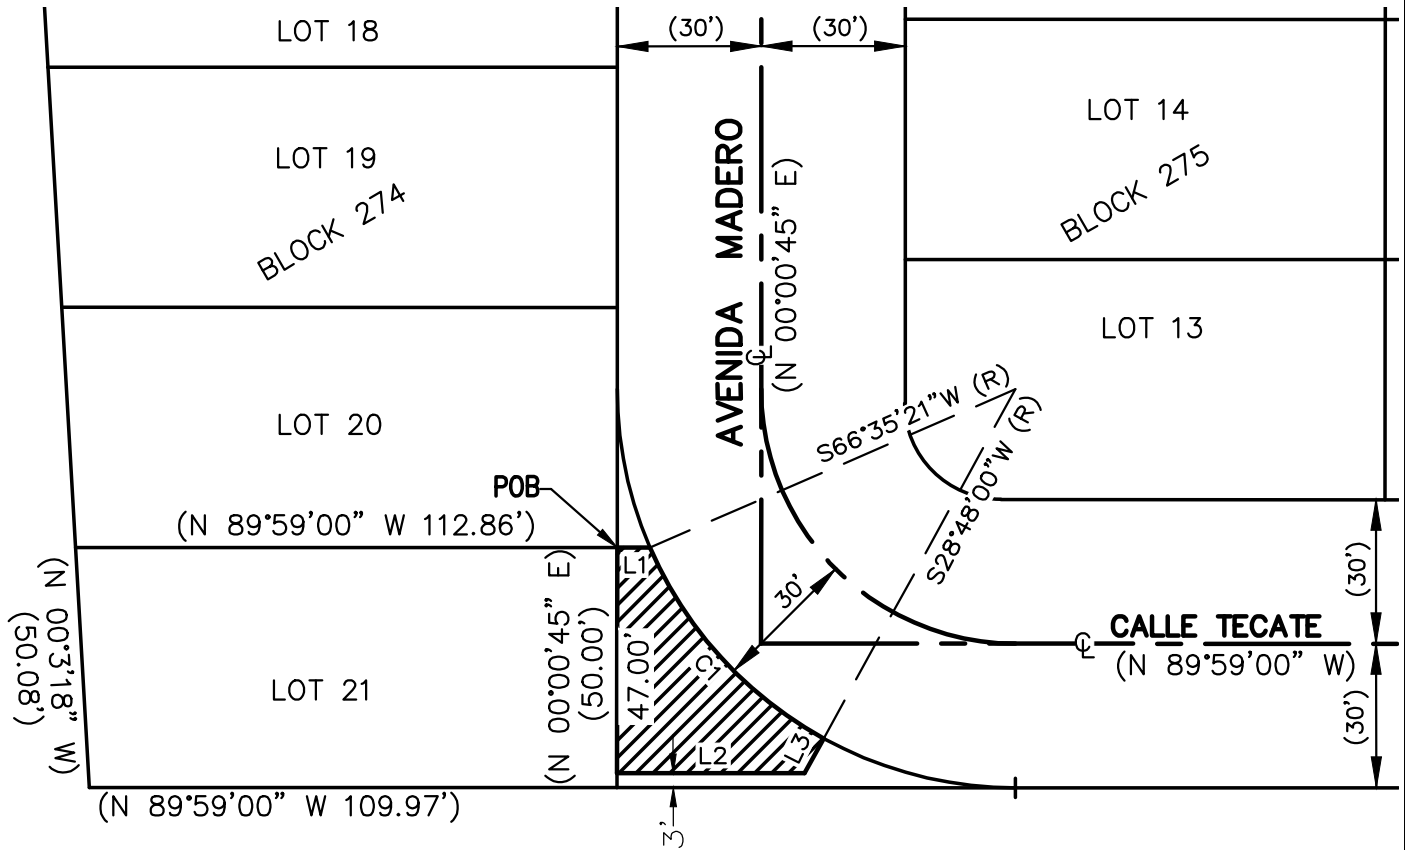 LOT 18
(30')
(30')
LOT 14
BLOCK 275
LOT 19
BLOCK 274
AVENIDA MADERO
(N 00°00'45" E)
℄
LOT 13
S66°35'21"W (R)
S28°48'00"W (R)
LOT 20
POB
(N 89°59'00" W 112.86')
L1
(N 00°3'18" W)
(50.08')
(N 00°00'45" E)
(50.00')
47.00'
30'
C1
(30')
℄
CALLE TECATE
(N 89°59'00" W)
(30')
LOT 21
L2
L3
(N 89°59'00" W 109.97')
3'